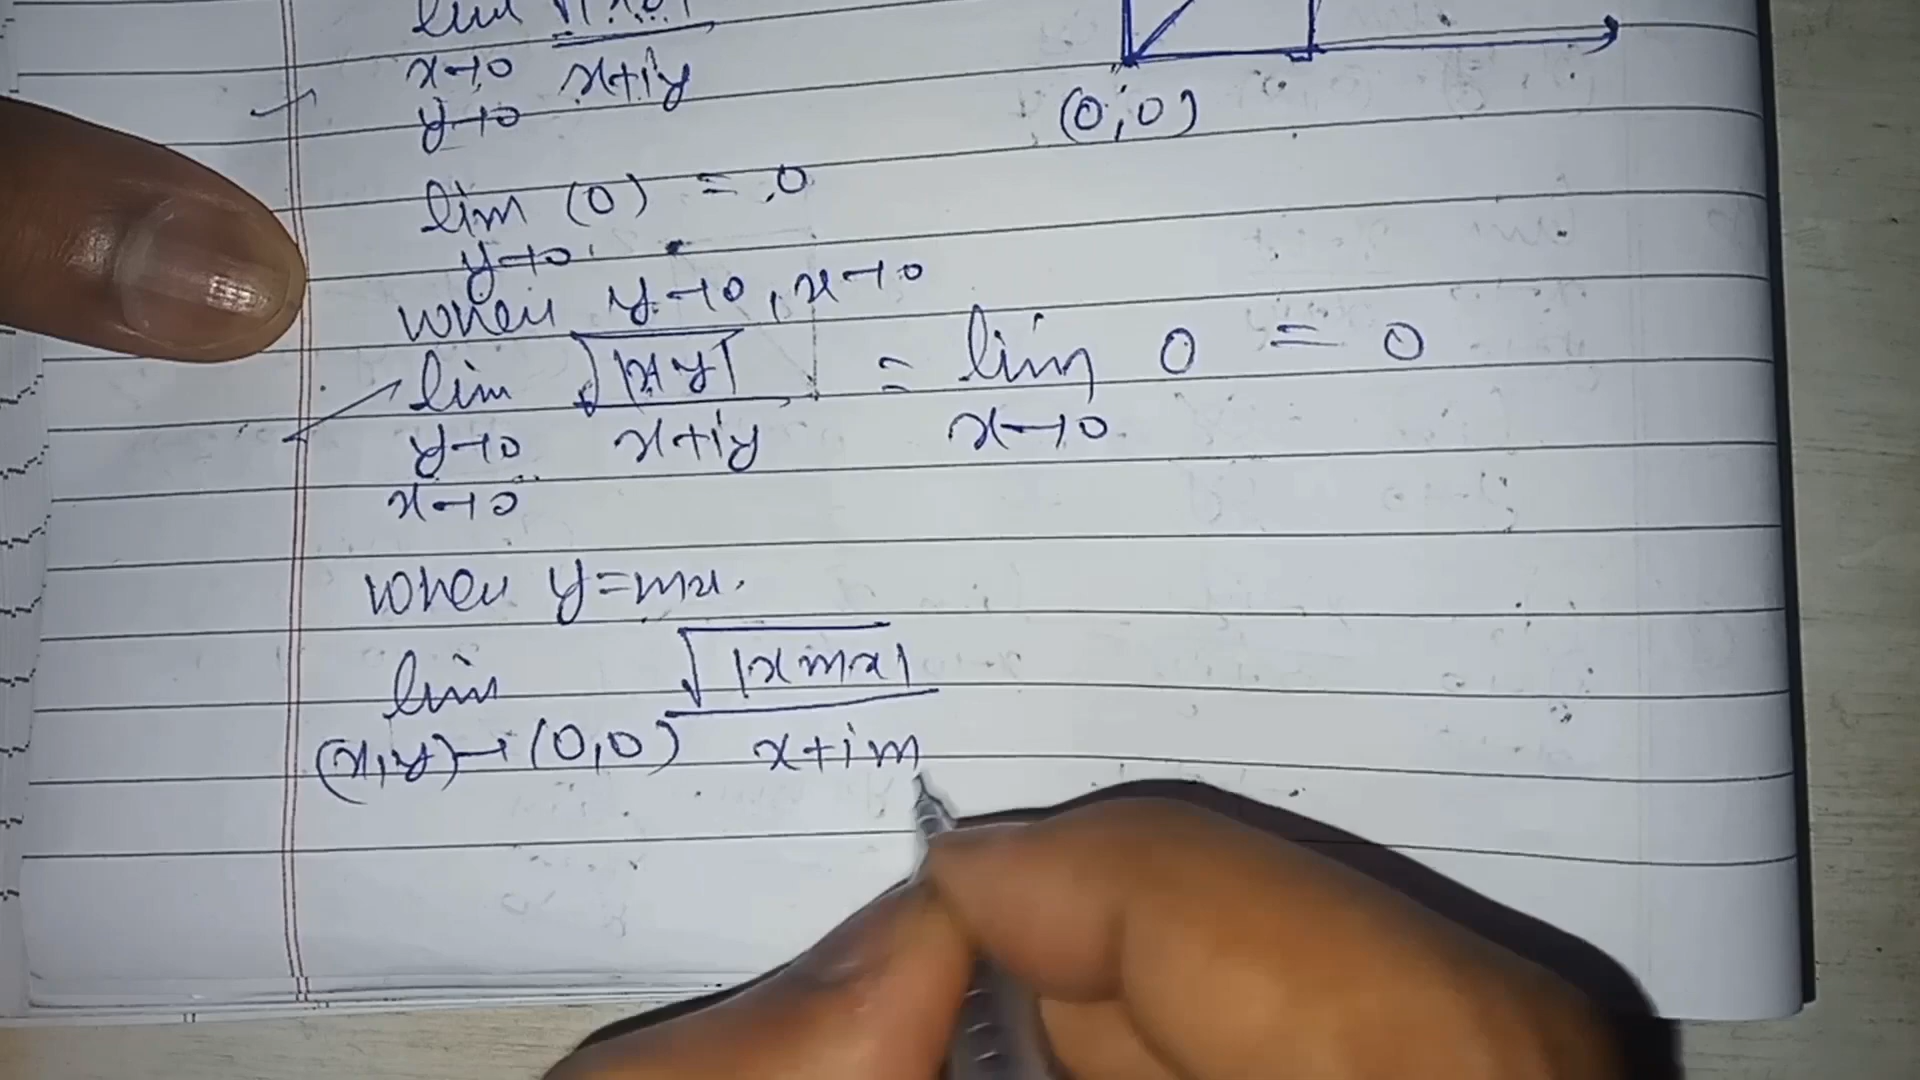 lim √|x.y|
x→0 x+iy
y→0
(0,0)
lim (0) = 0
y→0
when y→0, x→0
lim √|xy| = lim 0 = 0
y→0 x+iy x→0
x→0
when y=mx.
lim √|xmx|
(x,y)→(0,0) x+im